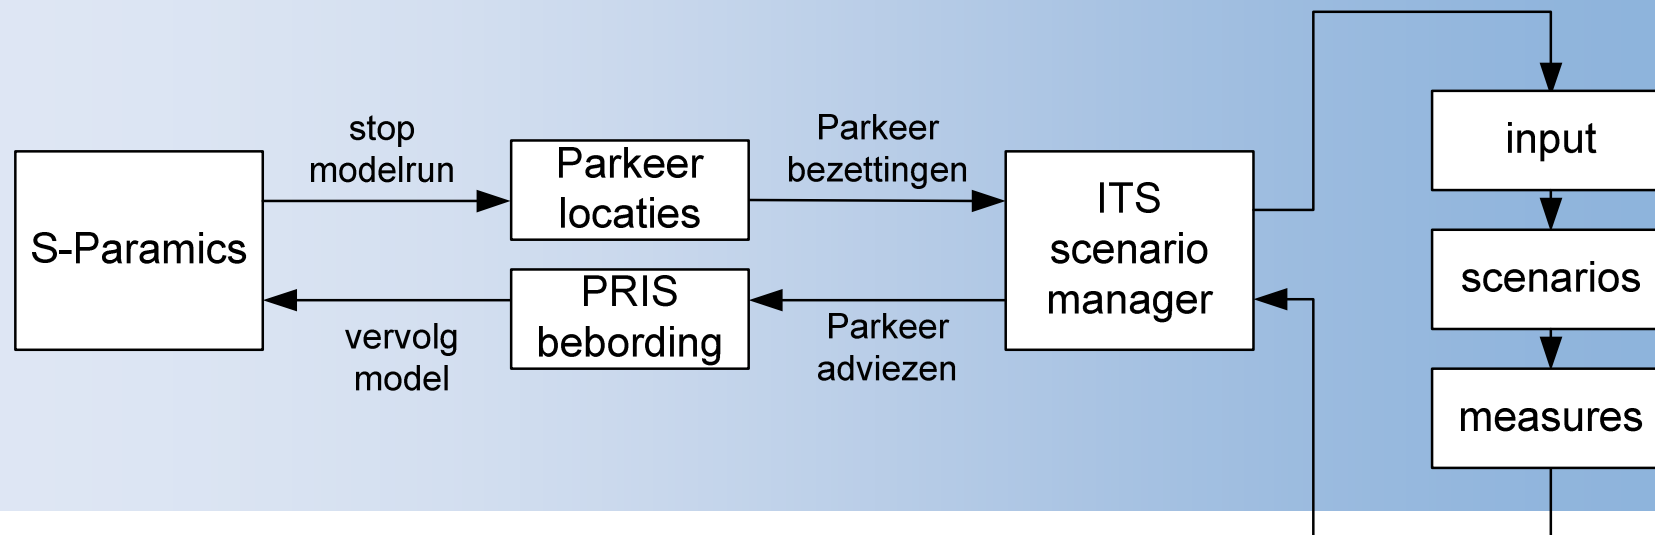 S-Paramics
stop
modelrun
Parkeer
locaties
Parkeer
bezettingen
ITS
scenario
manager
input
scenarios
measures
Parkeer
adviezen
PRIS
bebording
vervolg
model